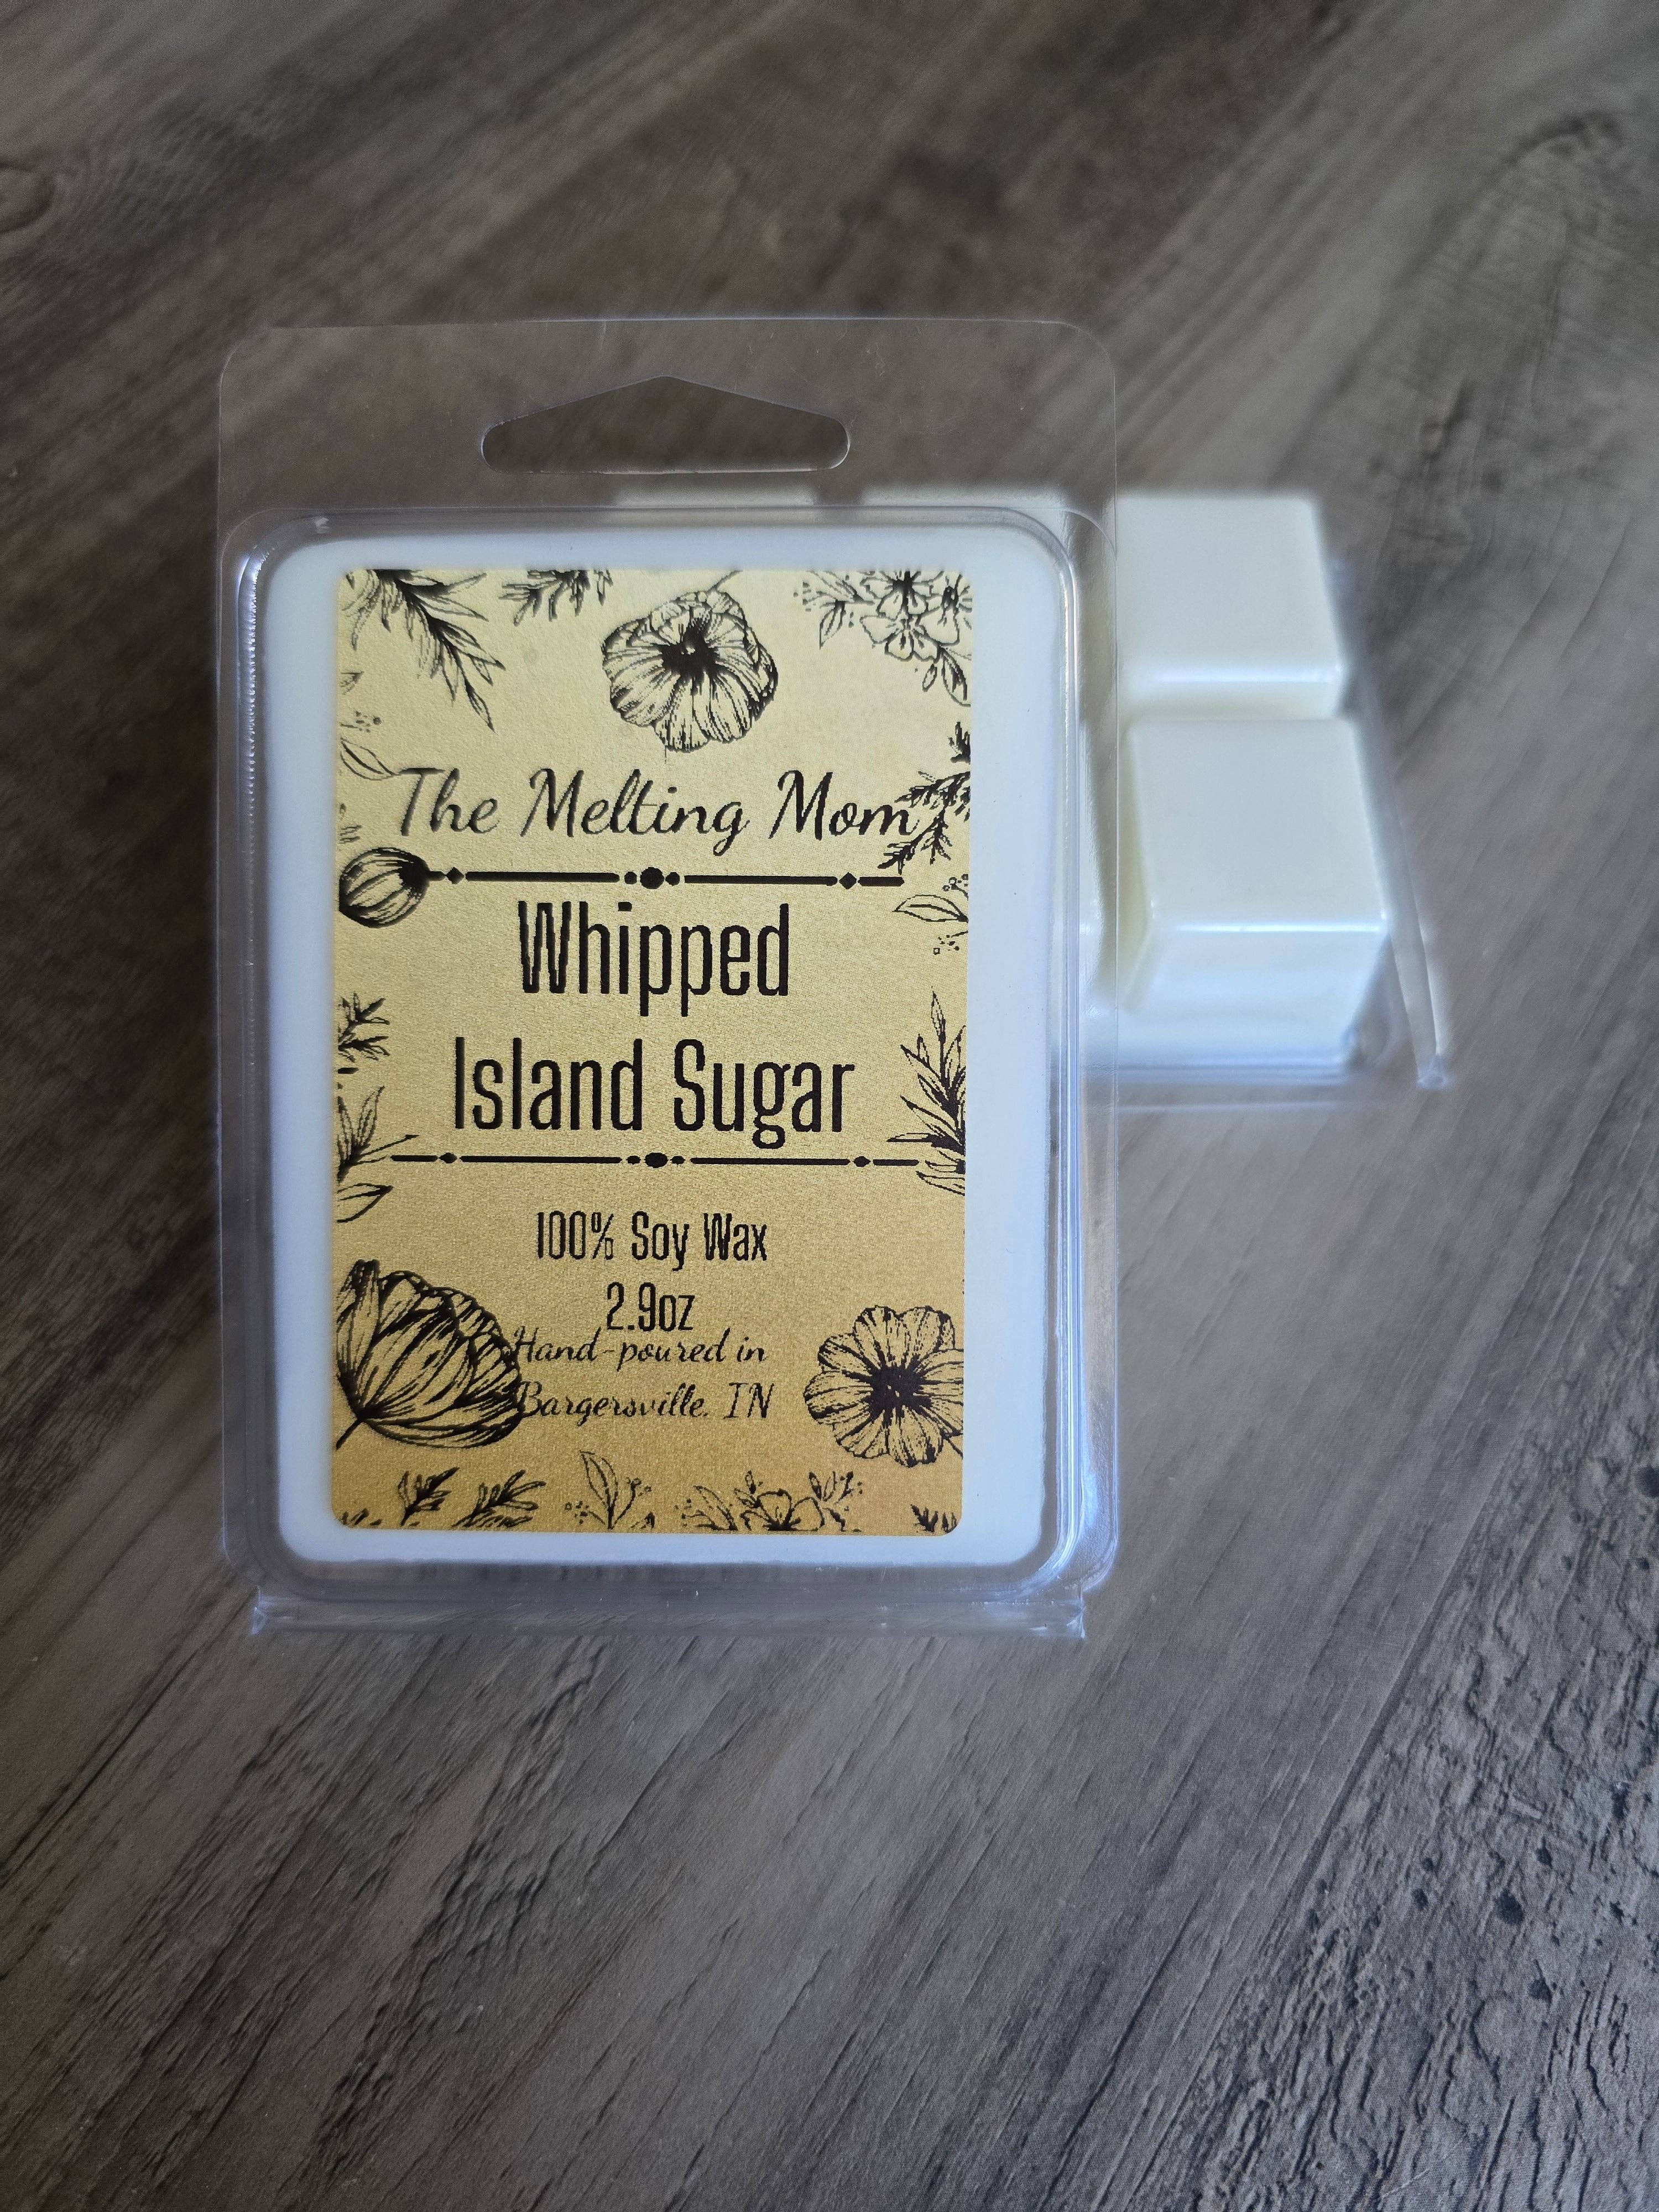 The Melting Mom
Whipped
Island Sugar
100% Soy Wax
2.9oz
Hand-poured in
Bargersville, IN